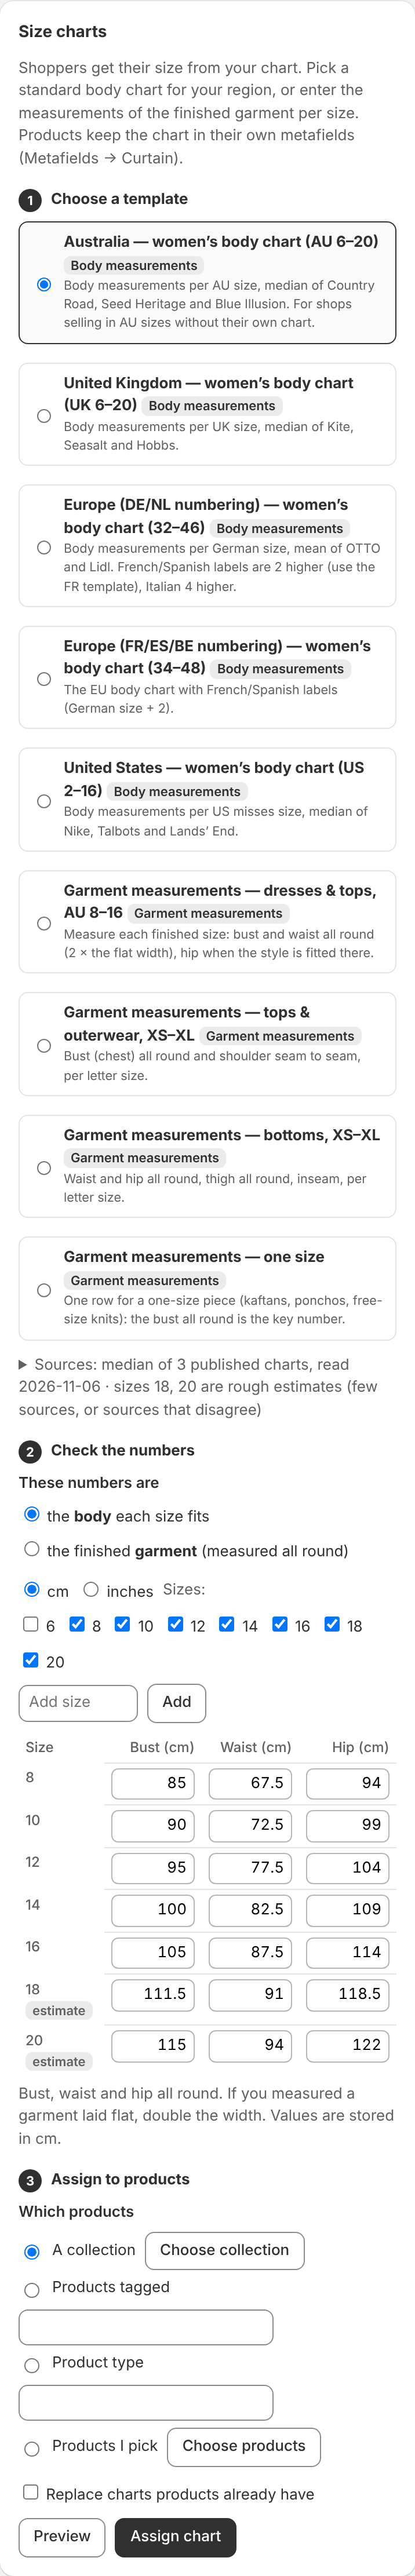 Size charts
Shoppers get their size from your chart. Pick a
standard body chart for your region, or enter the
measurements of the finished garment per size.
Products keep the chart in their own metafields
(Metafields → Curtain).
1 Choose a template
Australia — women’s body chart (AU 6–20)
Body measurements
Body measurements per AU size, median of Country
Road, Seed Heritage and Blue Illusion. For shops
selling in AU sizes without their own chart.
United Kingdom — women’s body chart
(UK 6–20) Body measurements
Body measurements per UK size, median of Kite,
Seasalt and Hobbs.
Europe (DE/NL numbering) — women’s
body chart (32–46) Body measurements
Body measurements per German size, mean of OTTO
and Lidl. French/Spanish labels are 2 higher (use the
FR template), Italian 4 higher.
Europe (FR/ES/BE numbering) — women’s
body chart (34–48) Body measurements
The EU body chart with French/Spanish labels
(German size + 2).
United States — women’s body chart (US
2–16) Body measurements
Body measurements per US misses size, median of
Nike, Talbots and Lands’ End.
Garment measurements — dresses & tops,
AU 8–16 Garment measurements
Measure each finished size: bust and waist all round
(2 × the flat width), hip when the style is fitted there.
Garment measurements — tops &
outerwear, XS–XL Garment measurements
Bust (chest) all round and shoulder seam to seam,
per letter size.
Garment measurements — bottoms, XS–XL
Garment measurements
Waist and hip all round, thigh all round, inseam, per
letter size.
Garment measurements — one size
Garment measurements
One row for a one-size piece (kaftans, ponchos, free-
size knits): the bust all round is the key number.
▶ Sources: median of 3 published charts, read
2026-11-06 · sizes 18, 20 are rough estimates (few
sources, or sources that disagree)
2 Check the numbers
These numbers are
the body each size fits
the finished garment (measured all round)
cm inches Sizes:
6 8 10 12 14 16 18
20
Add size Add
Size Bust (cm) Waist (cm) Hip (cm)
8 85 67.5 94
10 90 72.5 99
12 95 77.5 104
14 100 82.5 109
16 105 87.5 114
18 111.5 91 118.5
estimate
20 115 94 122
estimate
Bust, waist and hip all round. If you measured a
garment laid flat, double the width. Values are stored
in cm.
3 Assign to products
Which products
A collection Choose collection
Products tagged
Product type
Products I pick Choose products
Replace charts products already have
Preview Assign chart